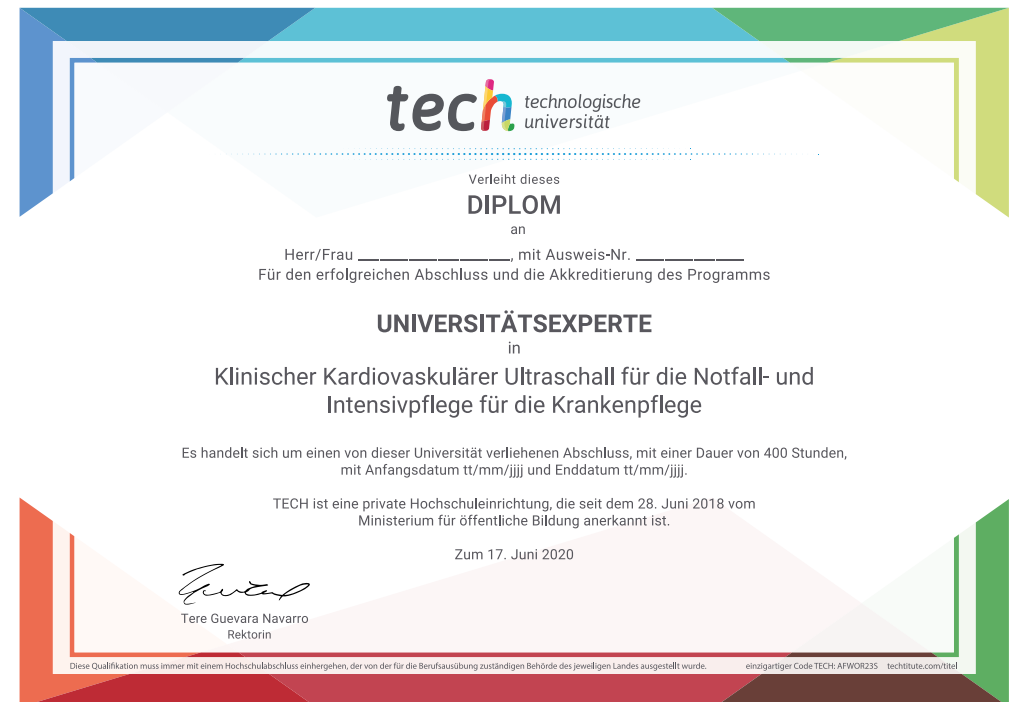 tech technologische
universität
Verleiht dieses
DIPLOM
an
Herr/Frau ____________________, mit Ausweis-Nr. ______________
Für den erfolgreichen Abschluss und die Akkreditierung des Programms
UNIVERSITÄTSEXPERTE
in
Klinischer Kardiovaskulärer Ultraschall für die Notfall- und
Intensivpflege für die Krankenpflege
Es handelt sich um einen von dieser Universität verliehenen Abschluss, mit einer Dauer von 400 Stunden,
mit Anfangsdatum tt/mm/jjjj und Enddatum tt/mm/jjjj.
TECH ist eine private Hochschuleinrichtung, die seit dem 28. Juni 2018 vom
Ministerium für öffentliche Bildung anerkannt ist.
Zum 17. Juni 2020
Tere Guevara Navarro
Rektorin
Diese Qualifikation muss immer mit einem Hochschulabschluss einhergehen, der von der für die Berufsausübung zuständigen Behörde des jeweiligen Landes ausgestellt wurde. einzigartiger Code TECH: AFWOR23S techtitute.com/titel